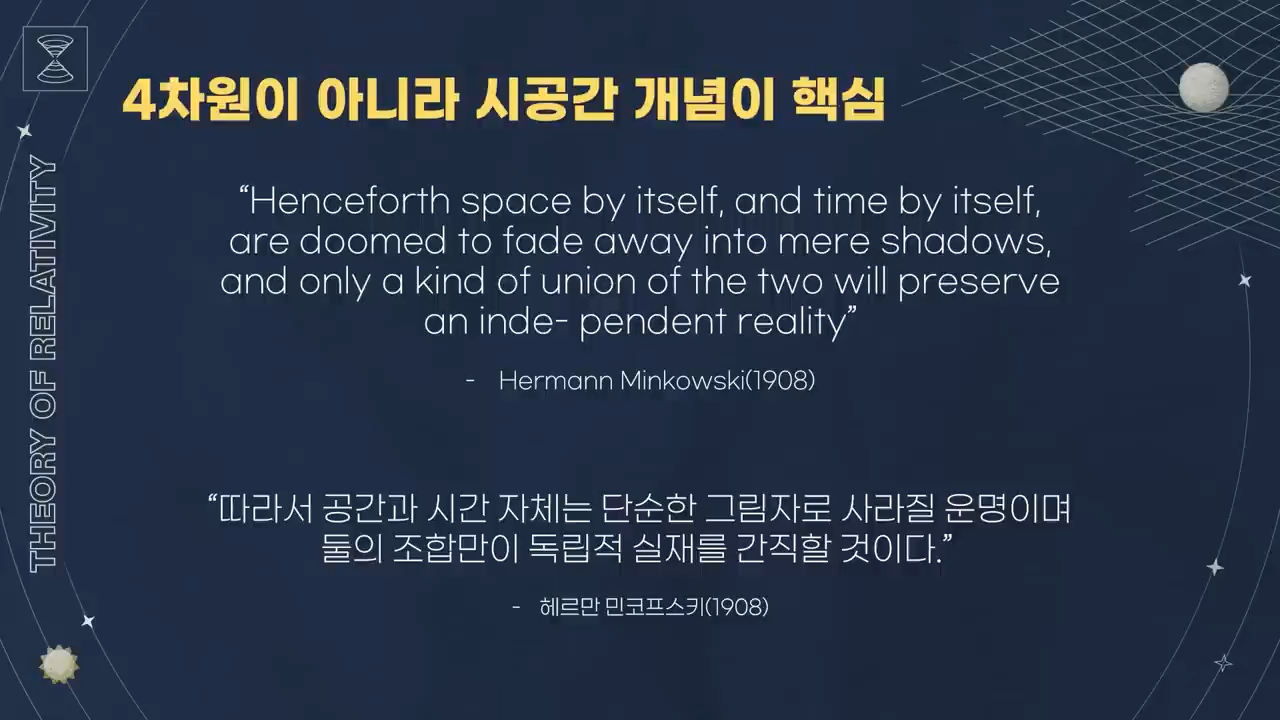 4차원이 아니라 시공간 개념이 핵심
THEORY OF RELATIVITY
“Henceforth space by itself, and time by itself,
are doomed to fade away into mere shadows,
and only a kind of union of the two will preserve
an inde- pendent reality”
- Hermann Minkowski(1908)
“따라서 공간과 시간 자체는 단순한 그림자로 사라질 운명이며
둘의 조합만이 독립적 실재를 간직할 것이다.”
- 헤르만 민코프스키(1908)